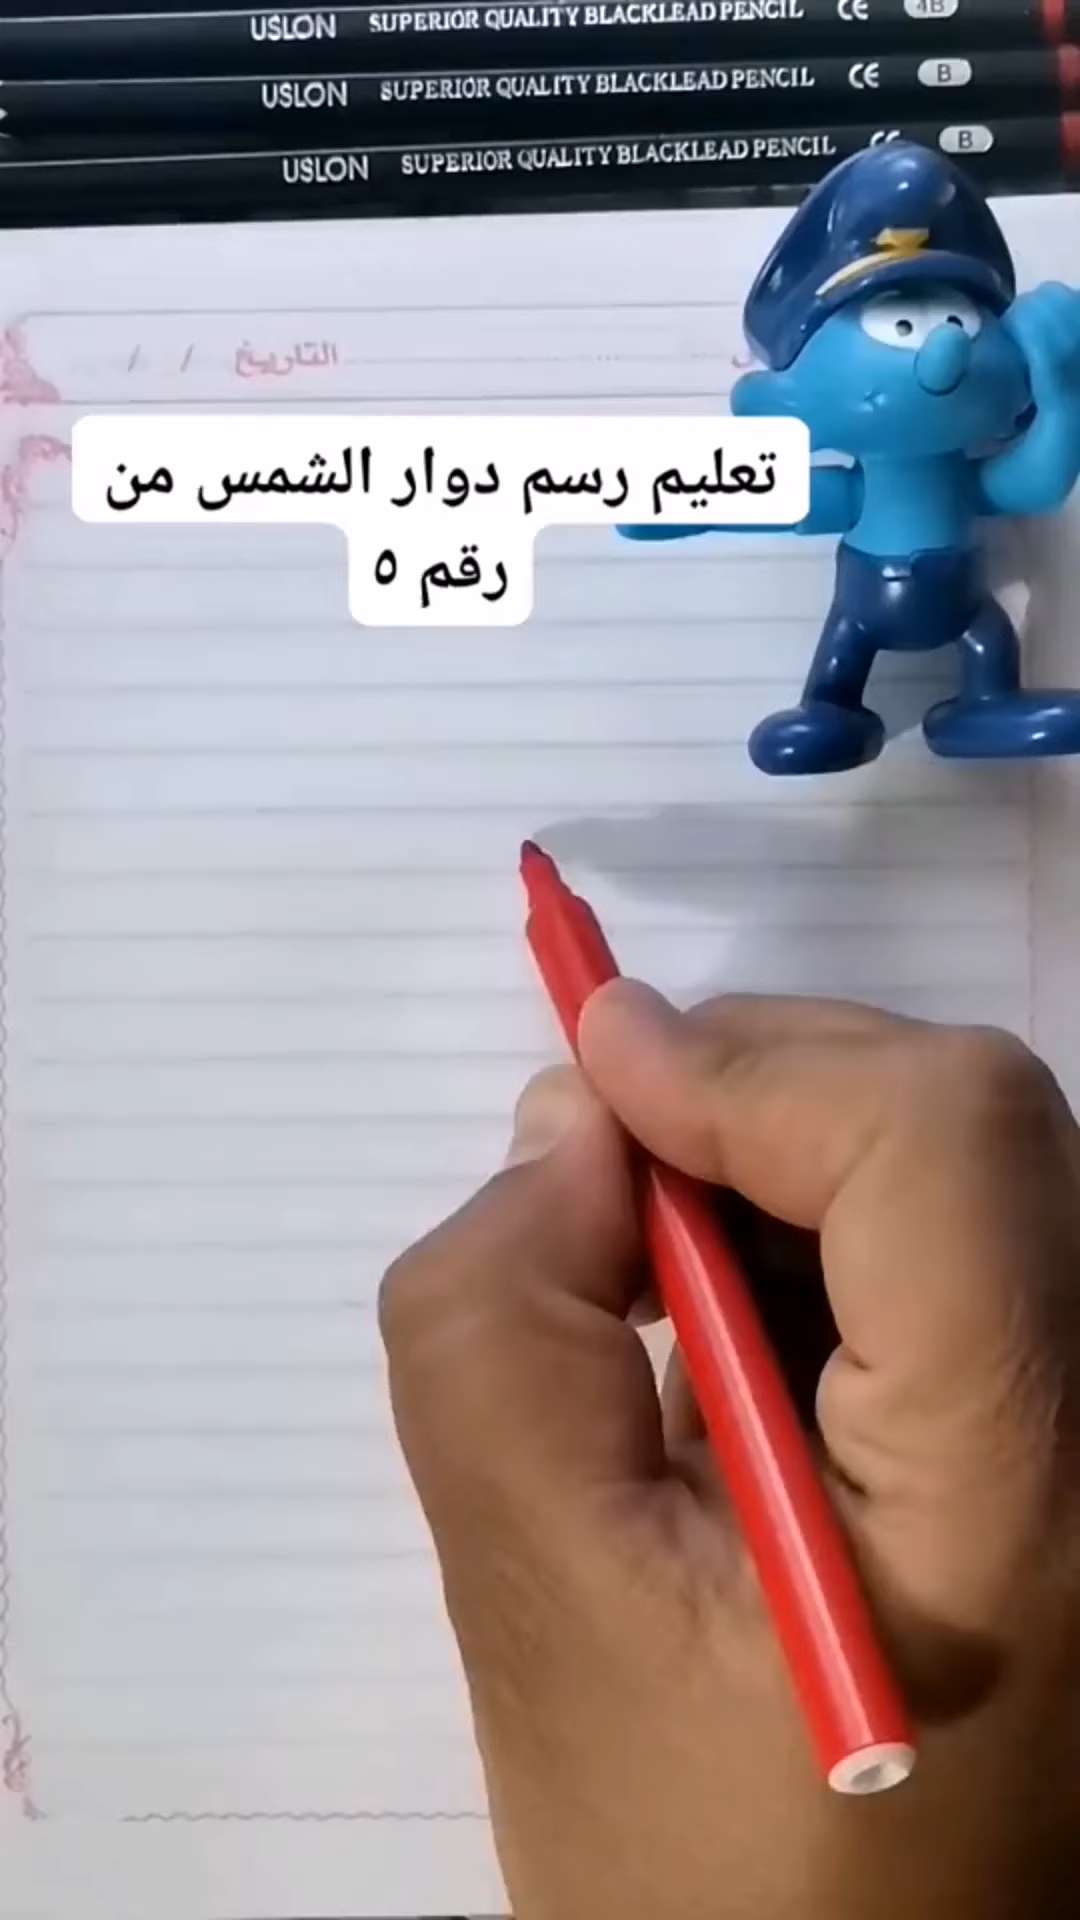 USLON SUPERIOR QUALITY BLACKLEAD PENCIL CE 4B
USLON SUPERIOR QUALITY BLACKLEAD PENCIL CE B
USLON SUPERIOR QUALITY BLACKLEAD PENCIL CE B
التاريخ / /
تعليم رسم دوار الشمس من
رقم ٥